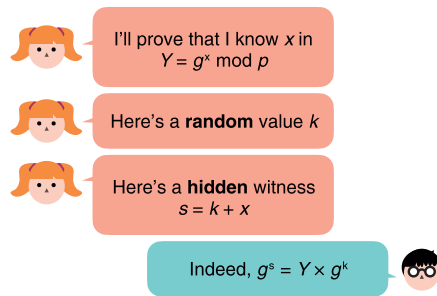 I'll prove that I know x in
Y = gˣ mod p
Here's a random value k
Here's a hidden witness
s = k + x
Indeed, gˢ = Y × gᵏ